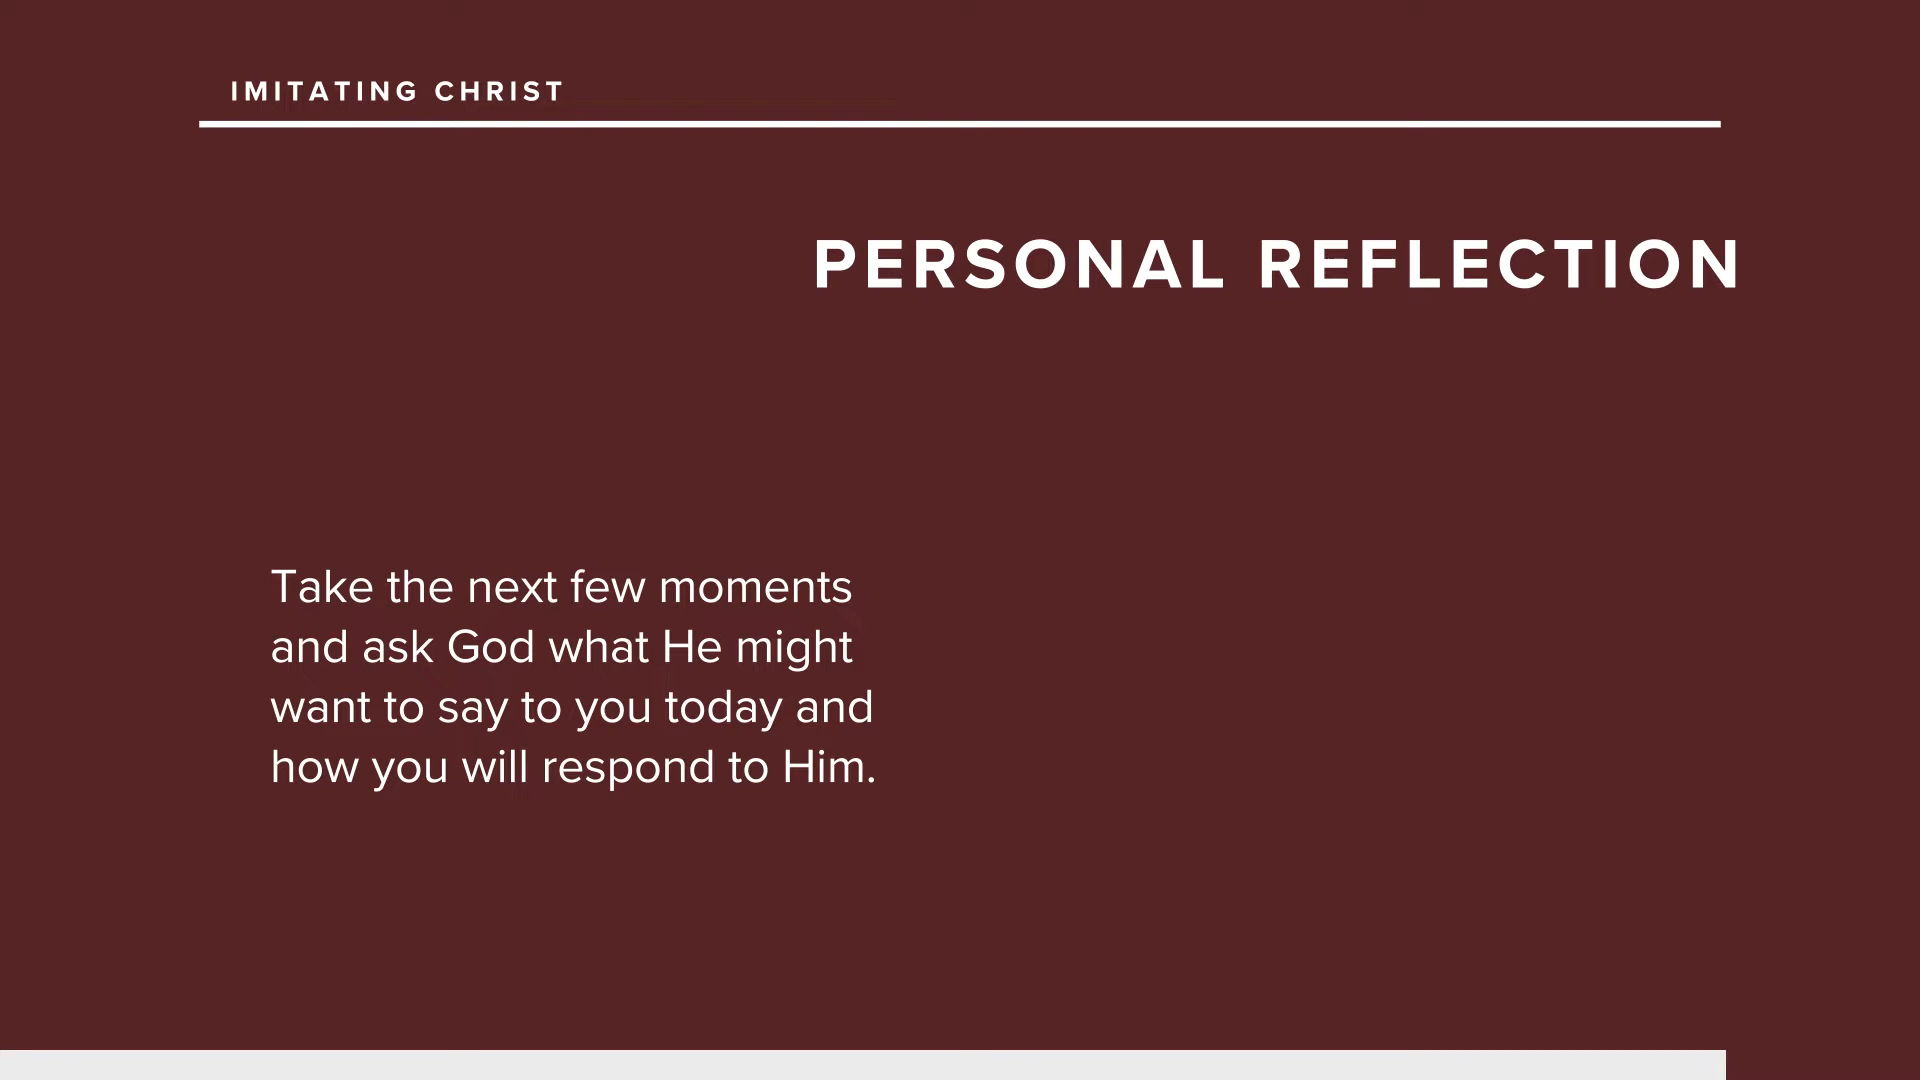 IMITATING CHRIST
PERSONAL REFLECTION
Take the next few moments
and ask God what He might
want to say to you today and
how you will respond to Him.